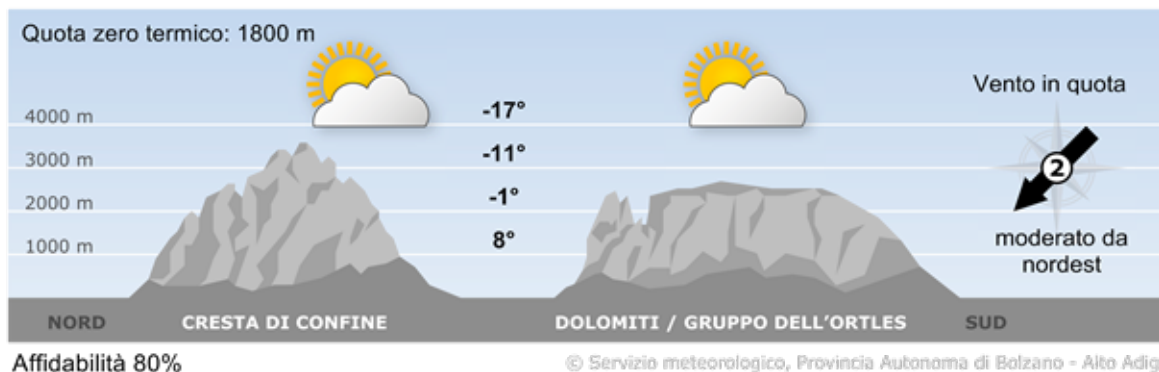 Quota zero termico: 1800 m
Vento in quota
4000 m
-17°
3000 m
-11°
2
2000 m
-1°
1000 m
8°
moderato da
nordest
NORD
CRESTA DI CONFINE
DOLOMITI / GRUPPO DELL'ORTLES
SUD
Affidabilità 80%
© Servizio meteorologico, Provincia Autonoma di Bolzano - Alto Adig